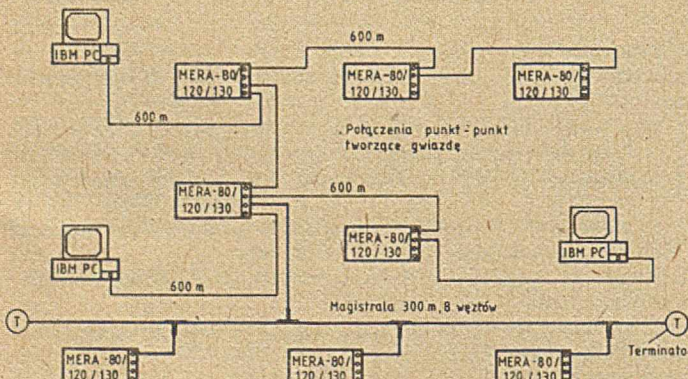 600 m
IBM PC
MERA-80/
120/130
MERA-80/
120/130
MERA-80/
120/130
600 m
Połączenia punkt-punkt
tworzące gwiazdę
MERA-80/
120/130
600 m
MERA-80/
120/130
IBM PC
IBM PC
600 m
Magistrala 300 m, 8 węzłów
T
T
Terminato
MERA-80/
120/130
MERA-80/
120/130
MERA-80/
120/130